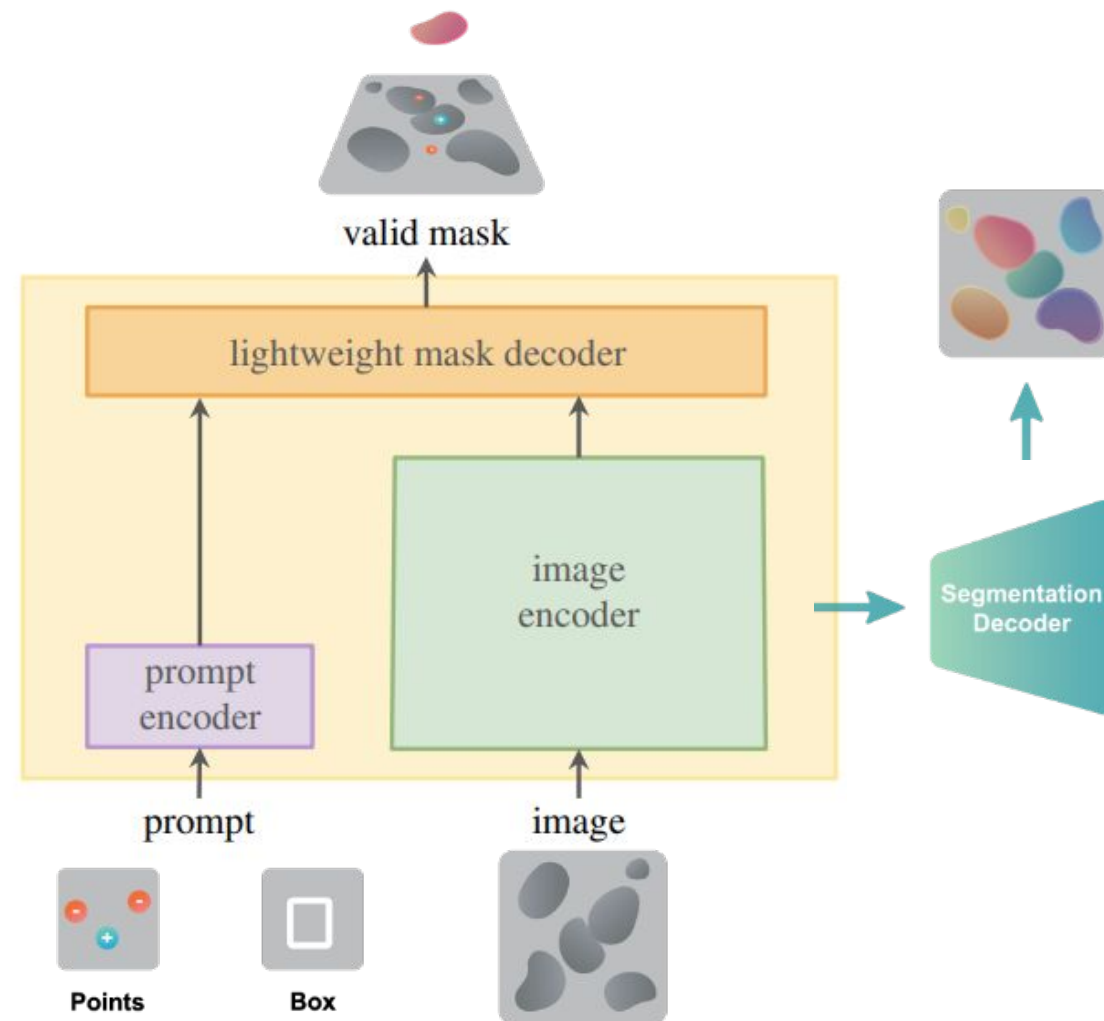 valid mask
lightweight mask decoder
image
encoder
Segmentation
Decoder
prompt
encoder
prompt
image
Points
Box